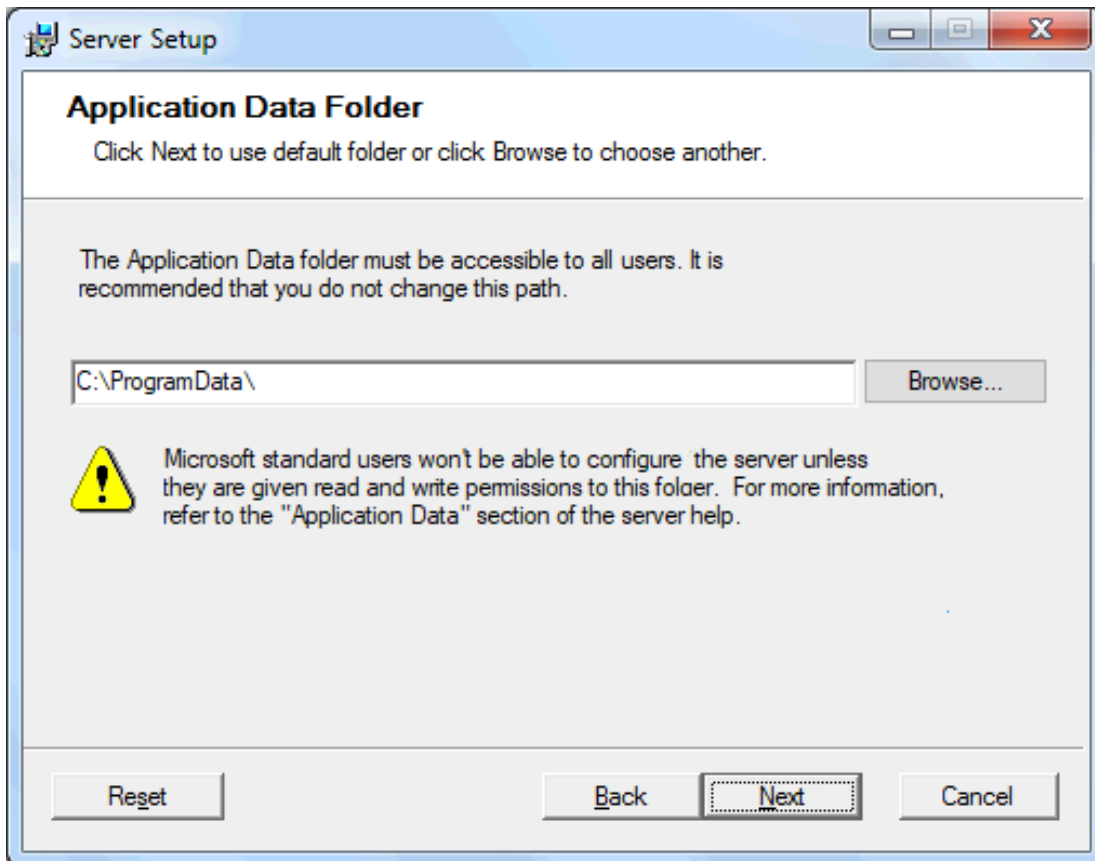 Server Setup
Application Data Folder
Click Next to use default folder or click Browse to choose another.
The Application Data folder must be accessible to all users. It is
recommended that you do not change this path.
C:\ProgramData\
Browse...
Microsoft standard users won't be able to configure the server unless
they are given read and write permissions to this folder. For more information,
refer to the "Application Data" section of the server help.
Reset
Back
Next
Cancel